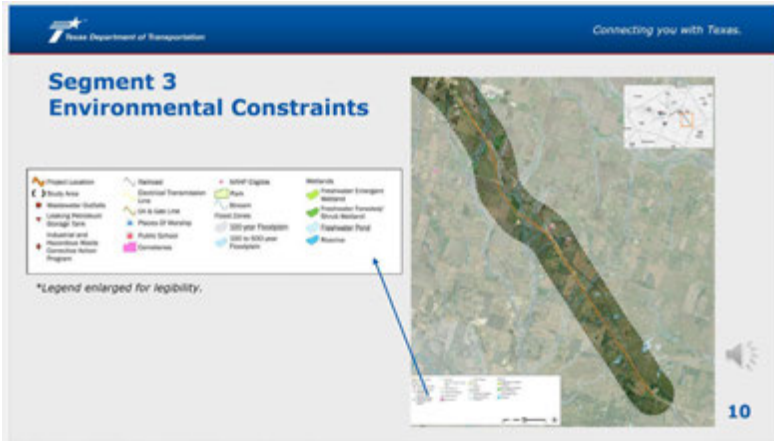 Texas Department of Transportation
Connecting you with Texas.
Segment 3
Environmental Constraints
Project Location
Study Area
Wastewater Outfalls
Leaking Petroleum
Storage Tank
Industrial and
Hazardous Waste
Corrective Action
Program
Railroad
Electrical Transmission
Line
Oil & Gas Line
Places Of Worship
Public School
Cemeteries
NRHP Eligible
Park
Stream
Flood Zones
100 year Floodplain
100 to 500-year
Floodplain
Wetlands
Freshwater Emergent
Wetland
Freshwater Forested/
Shrub Wetland
Freshwater Pond
Riverine
*Legend enlarged for legibility.
10